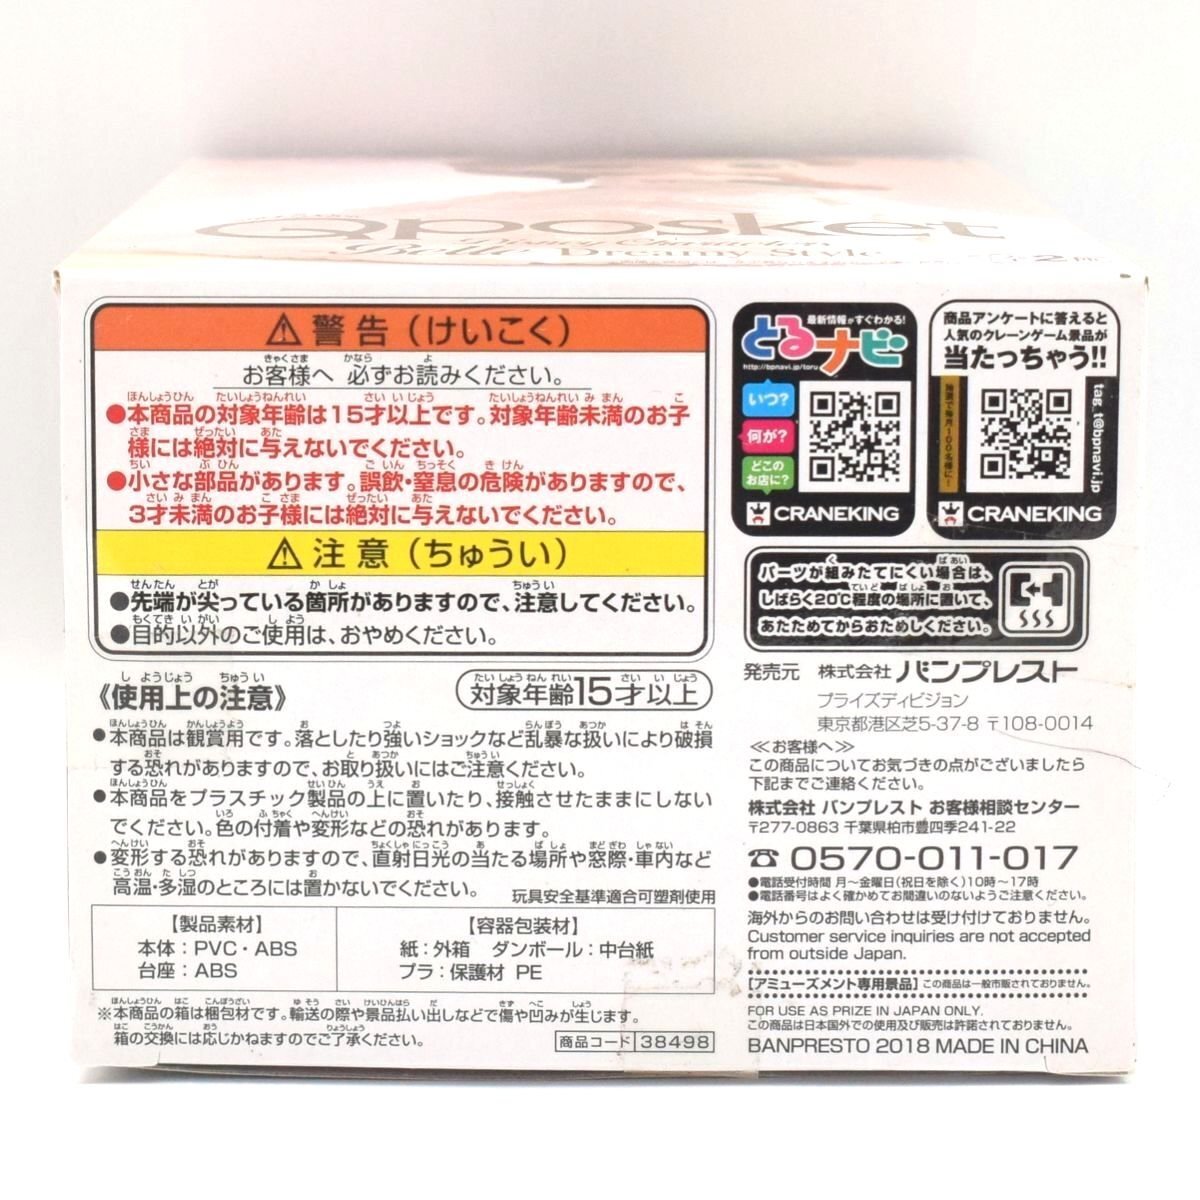 Qposket
Disney Characters
Belle Dreamy Style
⚠警告（けいこく）
お客様へ 必ずお読みください。
●本商品の対象年齢は15才以上です。対象年齢未満のお子
様には絶対に与えないでください。
●小さな部品があります。誤飲・窒息の危険がありますので、
3才未満のお子様には絶対に与えないでください。
⚠注意（ちゅうい）
●先端が尖っている箇所がありますので、注意してください。
●目的以外のご使用は、おやめください。
《使用上の注意》
対象年齢15才以上
●本商品は観賞用です。落としたり強いショックなど乱暴な扱いにより破損
する恐れがありますので、お取り扱いにはご注意ください。
●本商品をプラスチック製品の上に置いたり、接触させたままにしない
でください。色の付着や変形などの恐れがあります。
●変形する恐れがありますので、直射日光の当たる場所や窓際・車内など
高温・多湿のところには置かないでください。
玩具安全基準適合可塑剤使用
【製品素材】
本体：PVC・ABS
台座：ABS
【容器包装材】
紙：外箱 ダンボール：中台紙
プラ：保護材 PE
※本商品の箱は梱包材です。輸送の際や景品払い出しなどで傷や凹みが生じます。
箱の交換には応じかねますのでご了承ください。
商品コード 38498
最新情報がすぐわかる!
とるナビ
http://bpnavi.jp/toru
いつ?
何が?
どこの
お店に?
CRANEKING
商品アンケートに答えると
人気のクレーンゲーム景品が
当たっちゃう!!
抽選で毎月100名様に!
tag_t@bpnavi.jp
CRANEKING
パーツが組みたてにくい場合は、
しばらく20℃程度の場所に置いて、
あたためてからおためしください。
発売元 株式会社 バンプレスト
プライズディビジョン
東京都港区芝5-37-8 〒108-0014
≪お客様へ≫
この商品についてお気づきの点がございましたら
下記までご連絡ください。
株式会社 バンプレスト お客様相談センター
〒277-0863 千葉県柏市豊四季241-22
☎ 0570-011-017
●電話受付時間 月〜金曜日(祝日を除く)10時〜17時
●電話番号はよく確かめてお間違いのないようご注意ください。
海外からのお問い合わせは受け付けておりません。
Customer service inquiries are not accepted
from outside Japan.
【アミューズメント専用景品】この商品は一般市販されておりません。
FOR USE AS PRIZE IN JAPAN ONLY.
この商品は日本国外での使用及び販売は許諾されておりません。
BANPRESTO 2018 MADE IN CHINA